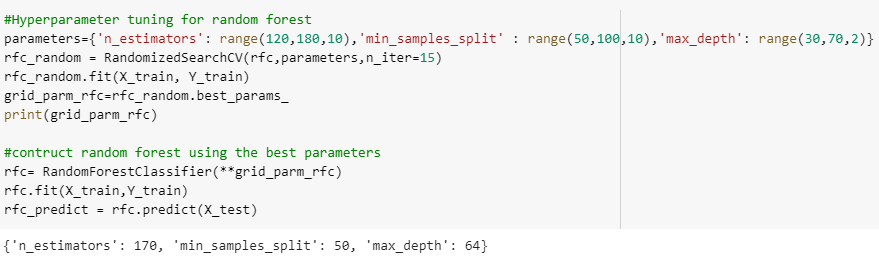 #Hyperparameter tuning for random forest
parameters={'n_estimators': range(120,180,10),'min_samples_split' : range(50,100,10),'max_depth': range(30,70,2)}
rfc_random = RandomizedSearchCV(rfc,parameters,n_iter=15)
rfc_random.fit(X_train, Y_train)
grid_parm_rfc=rfc_random.best_params_
print(grid_parm_rfc)
#contruct random forest using the best parameters
rfc= RandomForestClassifier(**grid_parm_rfc)
rfc.fit(X_train,Y_train)
rfc_predict = rfc.predict(X_test)
{'n_estimators': 170, 'min_samples_split': 50, 'max_depth': 64}